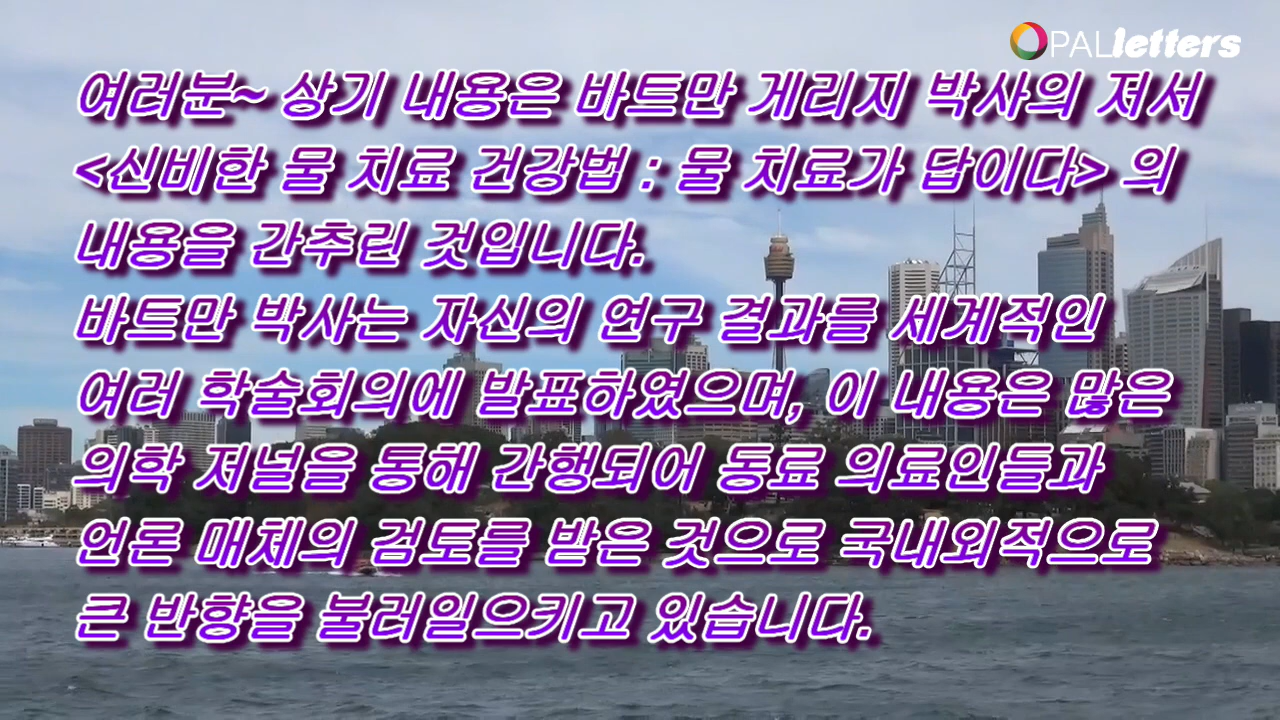 OPALletters
여러분~ 상기 내용은 바트만 게리지 박사의 져서
<신비한 물 치료 건강법 : 물 치료가 답이다> 의
내용을 간추린 것입니다.
바트만 박사는 자신의 연구 결과를 세계적인
여러 학술회의에 발표하였으며, 이 내용은 많은
의학 저널을 통해 간행되어 동료 의료인들과
언론 매체의 검토를 받은 것으로 국내외적으로
큰 반향을 불러일으키고 있습니다.